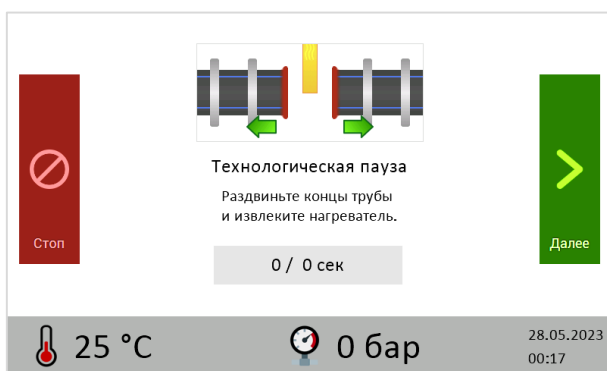 Технологическая пауза
Раздвиньте концы трубы
и извлеките нагреватель.
0 / 0 сек
Стоп
Далее
25 °C
0 бар
28.05.2023
00:17